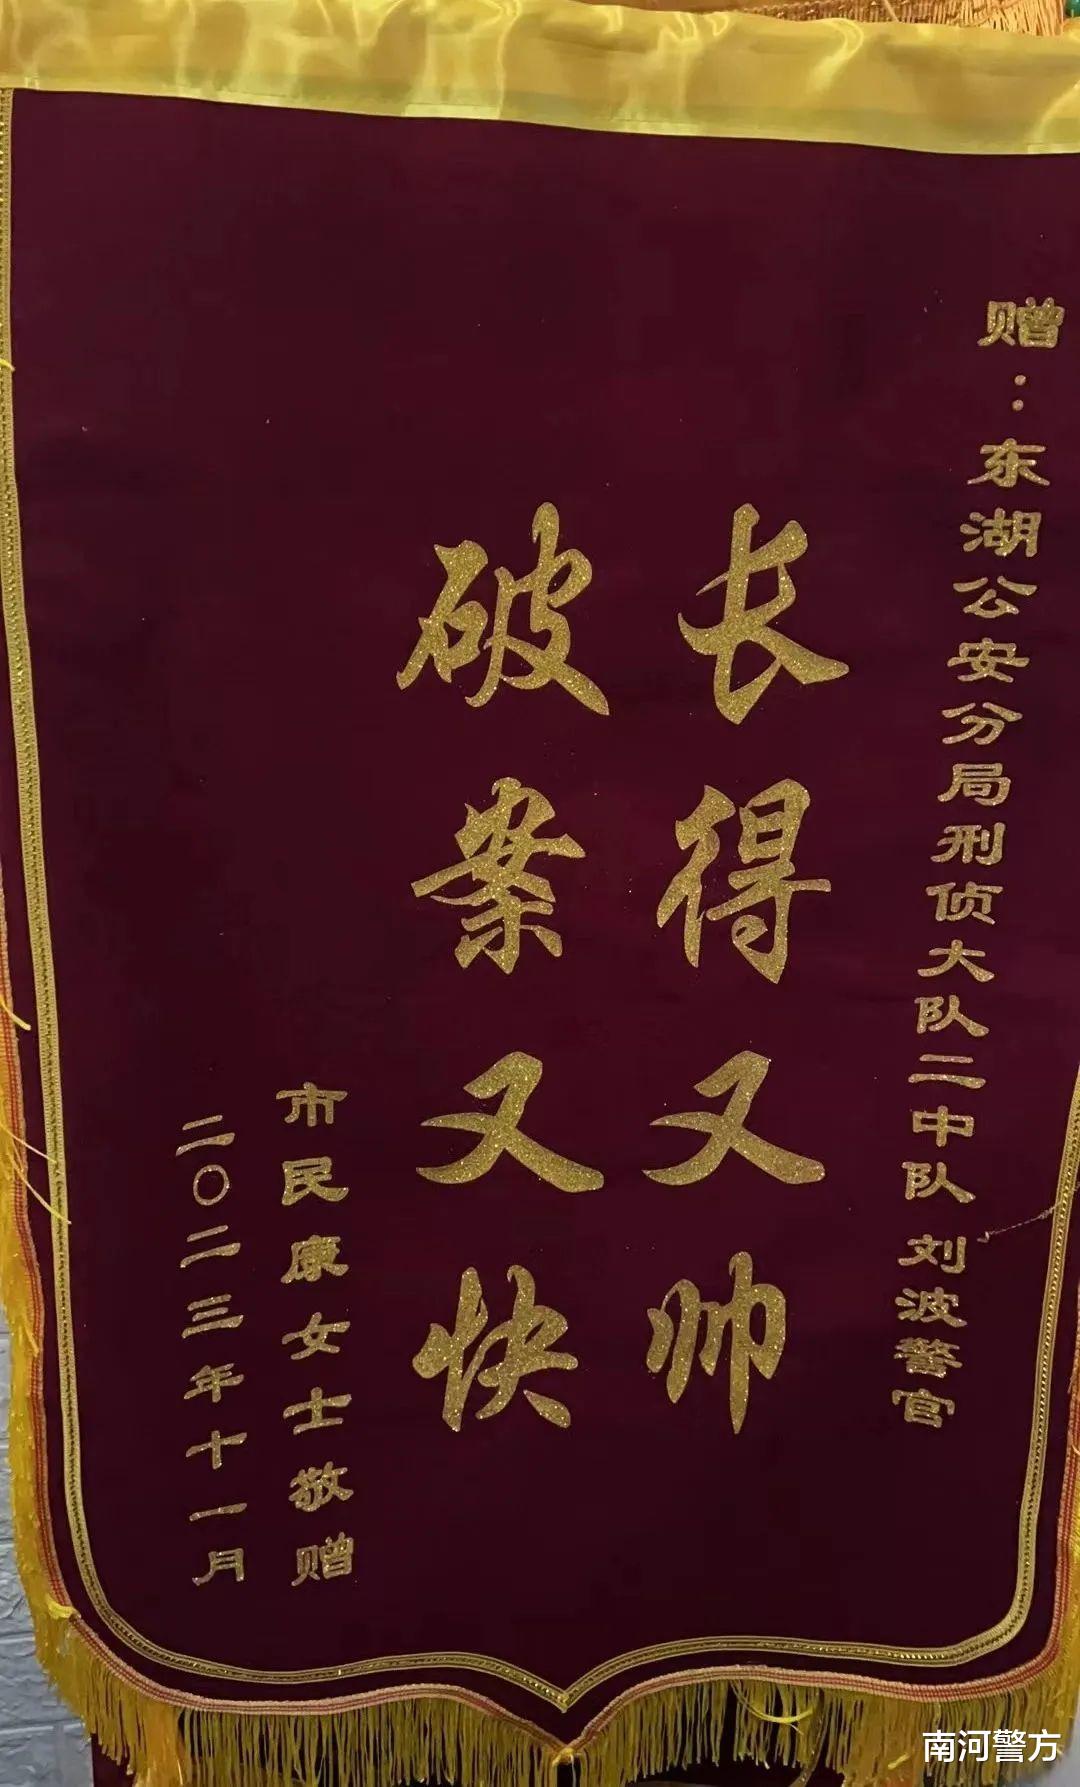 赠：东湖公安分局刑侦大队二中队 刘波警官
长得又帅
破案又快
市民康女士敬赠
二〇二三年十一月
南河警方